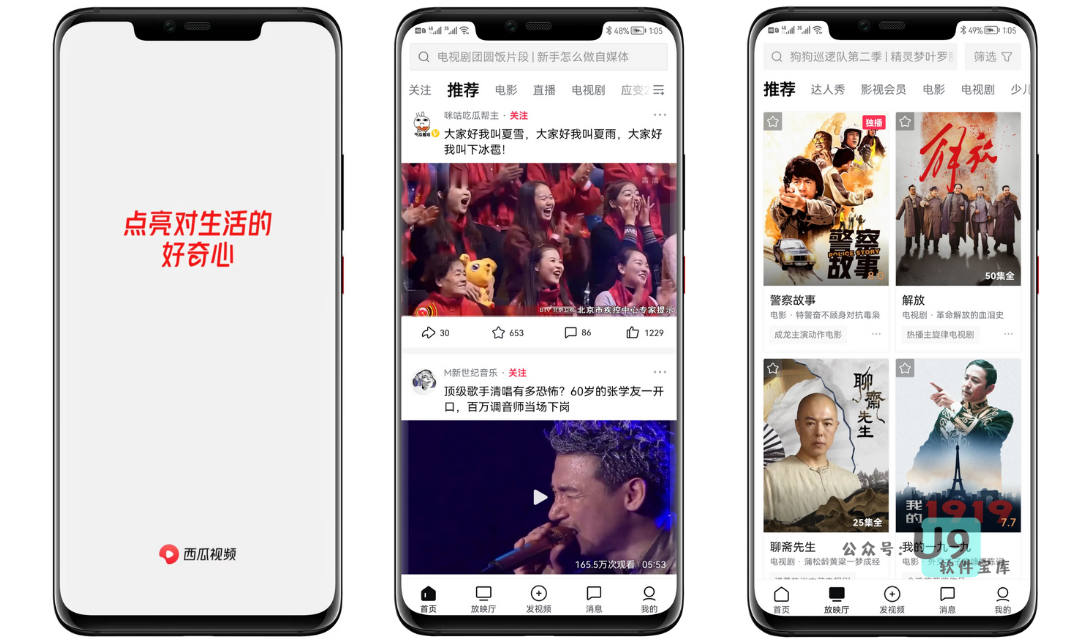 点亮对生活的
好奇心
西瓜视频
48% 1:05
电视剧团圆饭片段 | 新手怎么做自媒体
关注 推荐 电影 直播 电视剧 应变
咪咕吃瓜帮主 · 关注
大家好我叫夏雪，大家好我叫夏雨，大家好
我叫下冰雹！
高清
北京市疾控中心专家提示
30 653 86 1229
M新世纪音乐 · 关注
顶级歌手清唱有多恐怖？60岁的张学友一开
口，百万调音师当场下岗
165.5万次观看 05:53
首页 放映厅 发视频 消息 我的
49% 1:05
狗狗巡逻队第二季 | 精灵梦叶罗 筛选
推荐 达人秀 影视会员 电影 电视剧 少儿
独播
警察
POLICE STORY
故事
解放
50集全
警察故事
电影 · 特警奋不顾身对抗毒枭
成龙主演动作电影
解放
电视剧 · 革命解放的血泪史
热播主旋律电视剧
聊斋先生
25集全
我的1919
7.7
聊斋先生
电视剧 · 蒲松龄黄粱一梦成经
我的一九一九
公众号：
U9
软件宝库
首页 放映厅 发视频 消息 我的